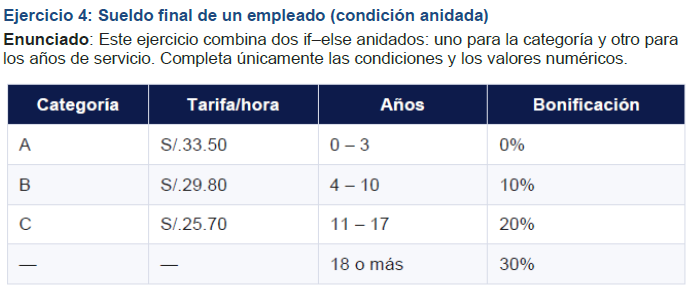 Ejercicio 4: Sueldo final de un empleado (condición anidada)
Enunciado: Este ejercicio combina dos if–else anidados: uno para la categoría y otro para
los años de servicio. Completa únicamente las condiciones y los valores numéricos.
Categoría Tarifa/hora Años Bonificación
A S/.33.50 0 – 3 0%
B S/.29.80 4 – 10 10%
C S/.25.70 11 – 17 20%
— — 18 o más 30%